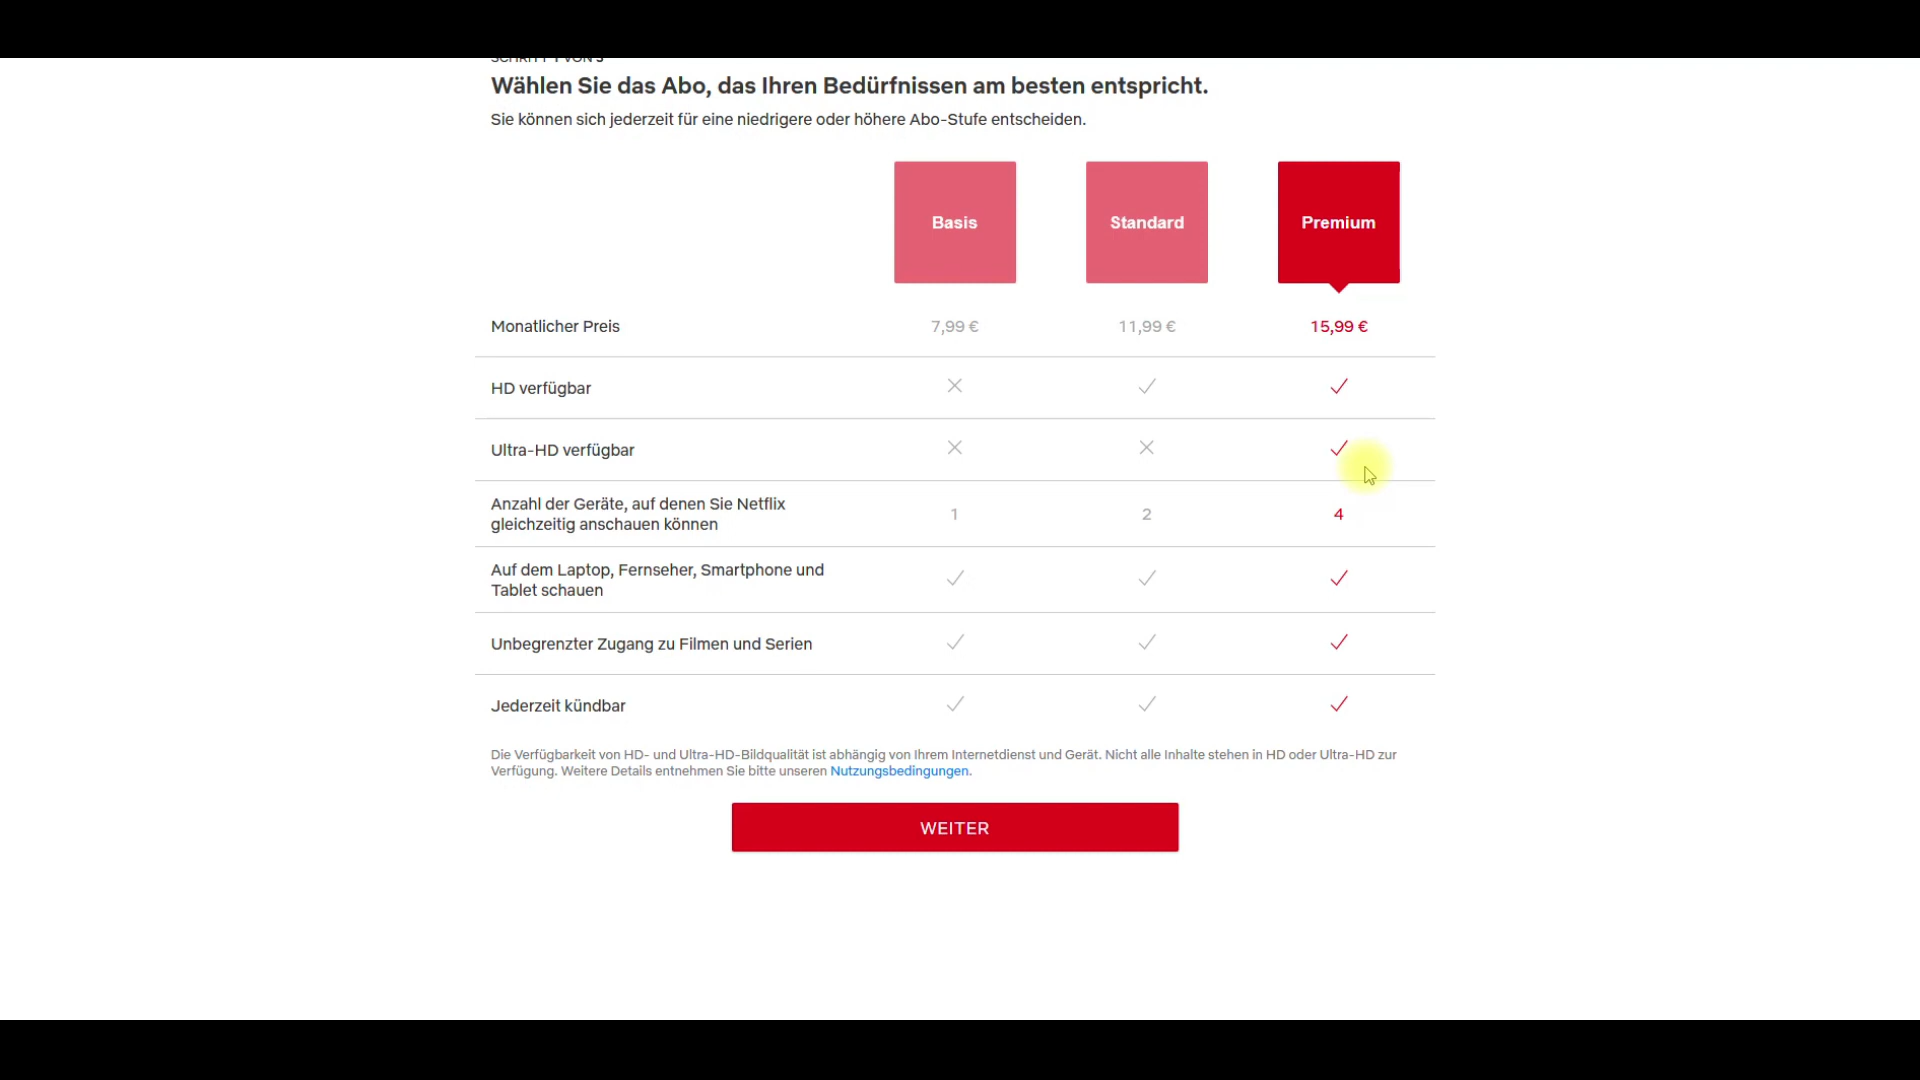 Wählen Sie das Abo, das Ihren Bedürfnissen am besten entspricht.
Sie können sich jederzeit für eine niedrigere oder höhere Abo-Stufe entscheiden.
Basis Standard Premium
Monatlicher Preis 7,99 € 11,99 € 15,99 €
HD verfügbar
Ultra-HD verfügbar
Anzahl der Geräte, auf denen Sie Netflix
gleichzeitig anschauen können 1 2 4
Auf dem Laptop, Fernseher, Smartphone und
Tablet schauen
Unbegrenzter Zugang zu Filmen und Serien
Jederzeit kündbar
Die Verfügbarkeit von HD- und Ultra-HD-Bildqualität ist abhängig von Ihrem Internetdienst und Gerät. Nicht alle Inhalte stehen in HD oder Ultra-HD zur
Verfügung. Weitere Details entnehmen Sie bitte unseren Nutzungsbedingungen.
WEITER